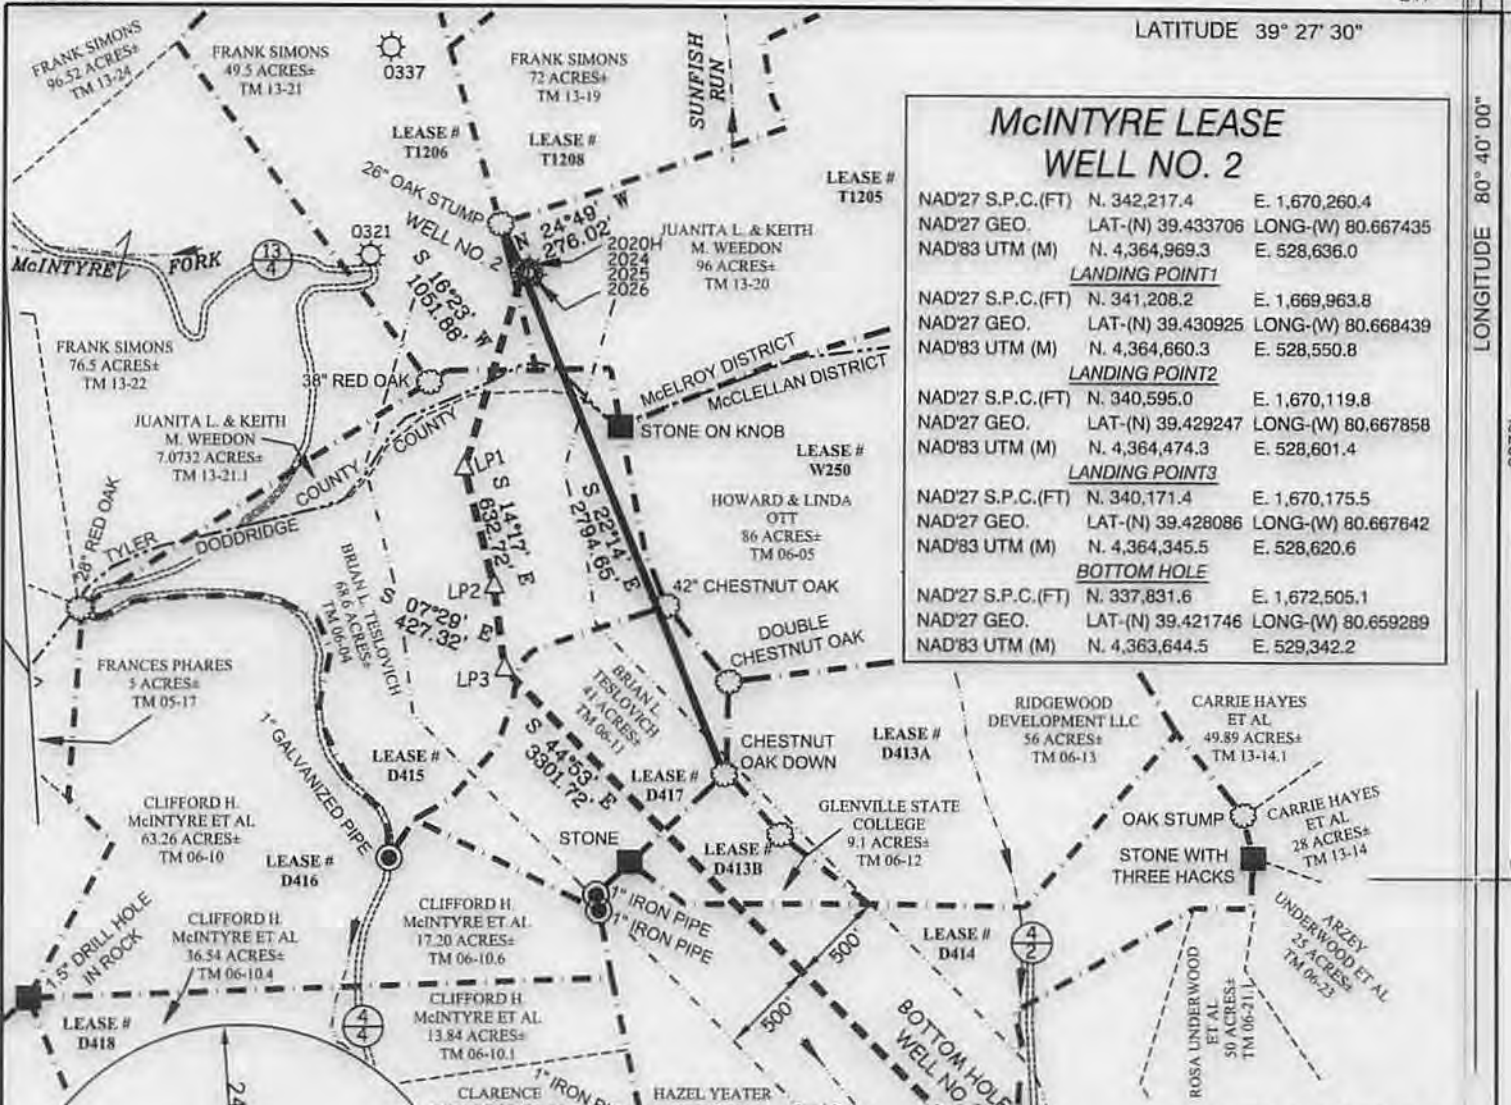 LATITUDE 39° 27' 30"
LONGITUDE 80° 40' 00"
FRANK SIMONS
96.52 ACRES±
TM 13-24
FRANK SIMONS
49.5 ACRES±
TM 13-21
0337
FRANK SIMONS
72 ACRES±
TM 13-19
SUNFISH
RUN
LEASE #
T1206
LEASE #
T1208
LEASE #
T1205
26" OAK STUMP
WELL NO. 2
N 24°49' W
276.02'
2020H
2024
2025
2026
JUANITA L. & KEITH
M. WEEDON
96 ACRES±
TM 13-20
0321
13
4
McINTYRE FORK
S 16°23' W
1051.88'
McINTYRE LEASE
WELL NO. 2
NAD'27 S.P.C.(FT) N. 342,217.4 E. 1,670,260.4
NAD'27 GEO. LAT-(N) 39.433706 LONG-(W) 80.667435
NAD'83 UTM (M) N. 4,364,969.3 E. 528,636.0
LANDING POINT1
NAD'27 S.P.C.(FT) N. 341,208.2 E. 1,669,963.8
NAD'27 GEO. LAT-(N) 39.430925 LONG-(W) 80.668439
NAD'83 UTM (M) N. 4,364,660.3 E. 528,550.8
LANDING POINT2
NAD'27 S.P.C.(FT) N. 340,595.0 E. 1,670,119.8
NAD'27 GEO. LAT-(N) 39.429247 LONG-(W) 80.667858
NAD'83 UTM (M) N. 4,364,474.3 E. 528,601.4
LANDING POINT3
NAD'27 S.P.C.(FT) N. 340,171.4 E. 1,670,175.5
NAD'27 GEO. LAT-(N) 39.428086 LONG-(W) 80.667642
NAD'83 UTM (M) N. 4,364,345.5 E. 528,620.6
BOTTOM HOLE
NAD'27 S.P.C.(FT) N. 337,831.6 E. 1,672,505.1
NAD'27 GEO. LAT-(N) 39.421746 LONG-(W) 80.659289
NAD'83 UTM (M) N. 4,363,644.5 E. 529,342.2
FRANK SIMONS
76.5 ACRES±
TM 13-22
38" RED OAK
McELROY DISTRICT
McCLELLAN DISTRICT
STONE ON KNOB
JUANITA L. & KEITH
M. WEEDON
7.0732 ACRES±
TM 13-21.1
LEASE #
W250
HOWARD & LINDA
OTT
86 ACRES±
TM 06-05
28" RED OAK
TYLER COUNTY
DODDRIDGE COUNTY
LP1
S 14°17' E
632.72'
S 22°14' E
2794.65'
LP2
S 07°29' E
427.32'
LP3
42" CHESTNUT OAK
DOUBLE
CHESTNUT OAK
BRIAN L. TESLOVICH
68.6 ACRES±
TM 06-04
FRANCES PHARES
5 ACRES±
TM 05-17
1" GALVANIZED PIPE
LEASE #
D415
S 44°53' E
3301.72'
BRIAN L.
TESLOVICH
41 ACRES±
TM 06-11
LEASE #
D417
CHESTNUT
OAK DOWN
LEASE #
D413A
RIDGEWOOD
DEVELOPMENT LLC
56 ACRES±
TM 06-13
CARRIE HAYES
ET AL
49.89 ACRES±
TM 13-14.1
CLIFFORD H.
McINTYRE ET AL
63.26 ACRES±
TM 06-10
LEASE #
D416
STONE
LEASE #
D413B
GLENVILLE STATE
COLLEGE
9.1 ACRES±
TM 06-12
OAK STUMP
CARRIE HAYES
ET AL
28 ACRES±
TM 13-14
STONE WITH
THREE HACKS
1.5" DRILL HOLE
IN ROCK
CLIFFORD H.
McINTYRE ET AL
36.54 ACRES±
TM 06-10.4
CLIFFORD H.
McINTYRE ET AL
17.20 ACRES±
TM 06-10.6
1" IRON PIPE
1" IRON PIPE
500'
500'
LEASE #
D414
4
2
ARZEY
UNDERWOOD ET AL
25 ACRES±
TM 06-23
ROSA UNDERWOOD
ET AL
50 ACRES±
TM 06-21.1
LEASE #
D418
4
4
CLIFFORD H
McINTYRE ET AL
13.84 ACRES±
TM 06-10.1
BOTTOM HOLE
WELL NO.
CLARENCE
1" IRON
HAZEL YEATER